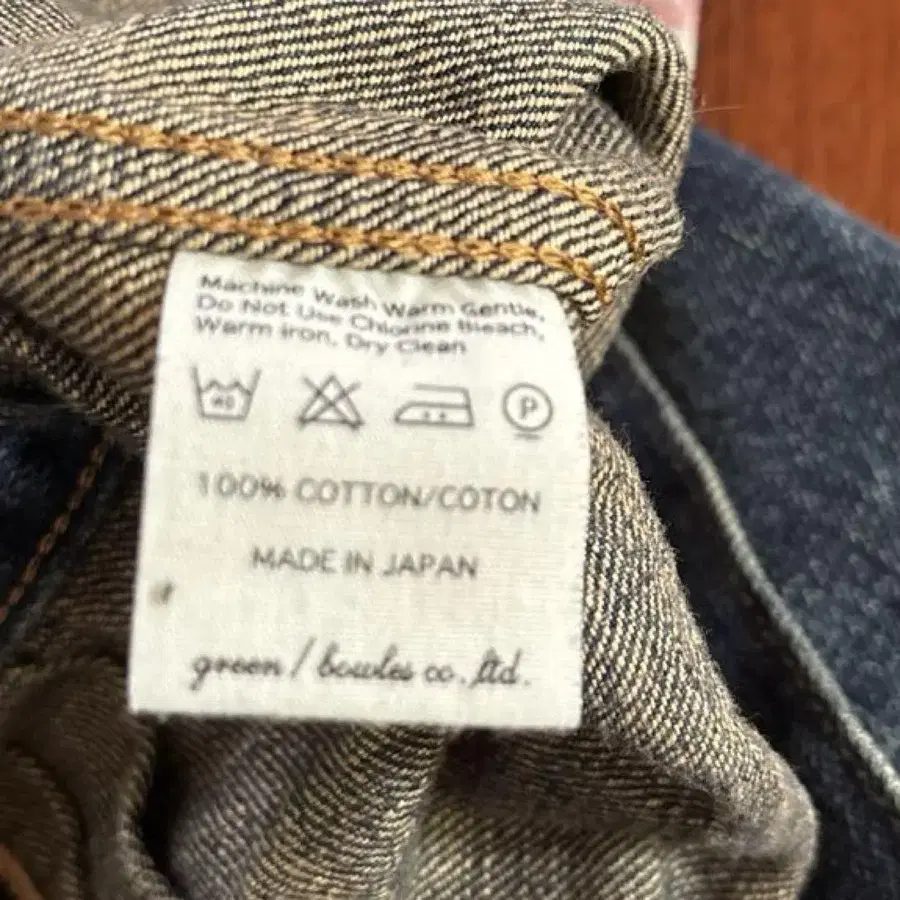 Machine Wash Warm Gentle,
Do Not Use Chlorine Bleach,
Warm Iron, Dry Clean
40 P
100% COTTON/COTON
MADE IN JAPAN
green / bowles co. ltd.